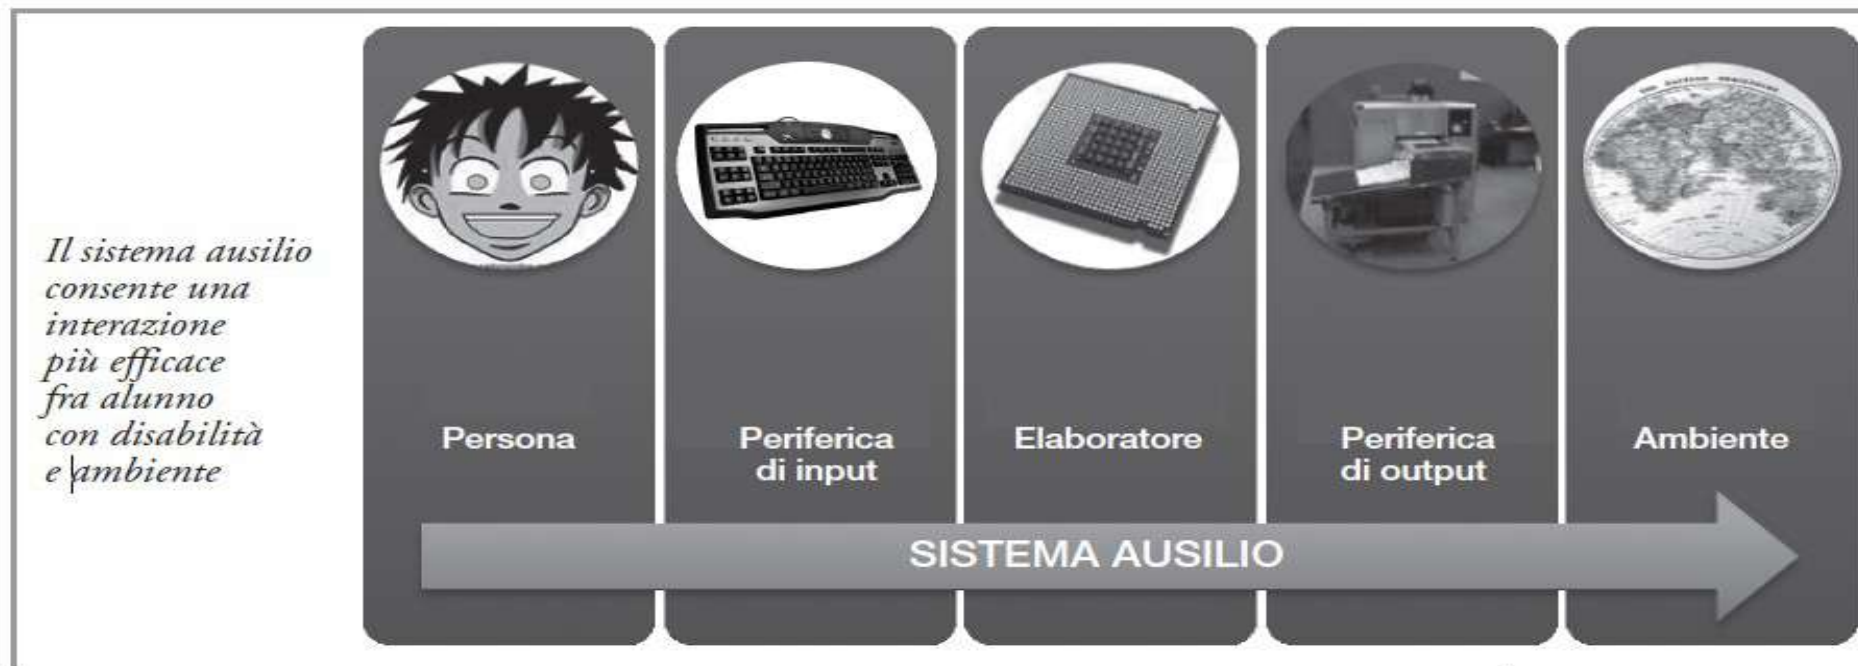 Il sistema ausilio
consente una
interazione
più efficace
fra alunno
con disabilità
e ambiente
Persona
Periferica
di input
Elaboratore
Periferica
di output
Ambiente
SISTEMA AUSILIO